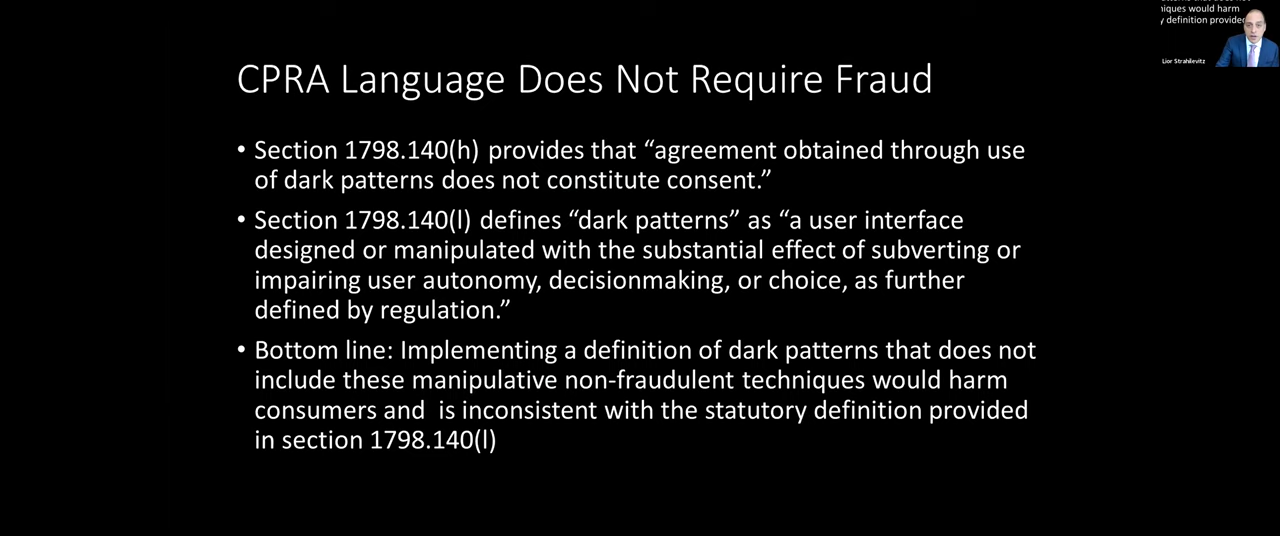 CPRA Language Does Not Require Fraud
• Section 1798.140(h) provides that “agreement obtained through use
of dark patterns does not constitute consent.”
• Section 1798.140(l) defines “dark patterns” as “a user interface
designed or manipulated with the substantial effect of subverting or
impairing user autonomy, decisionmaking, or choice, as further
defined by regulation.”
• Bottom line: Implementing a definition of dark patterns that does not
include these manipulative non-fraudulent techniques would harm
consumers and  is inconsistent with the statutory definition provided
in section 1798.140(l)
niques would harm
y definition provided
Lior Strahilevitz